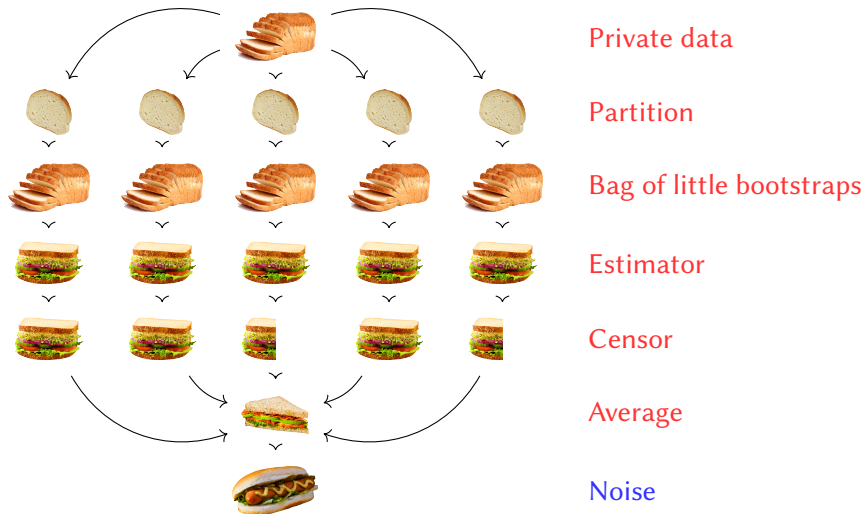 Private data
Partition
Bag of little bootstraps
Estimator
Censor
Average
Noise